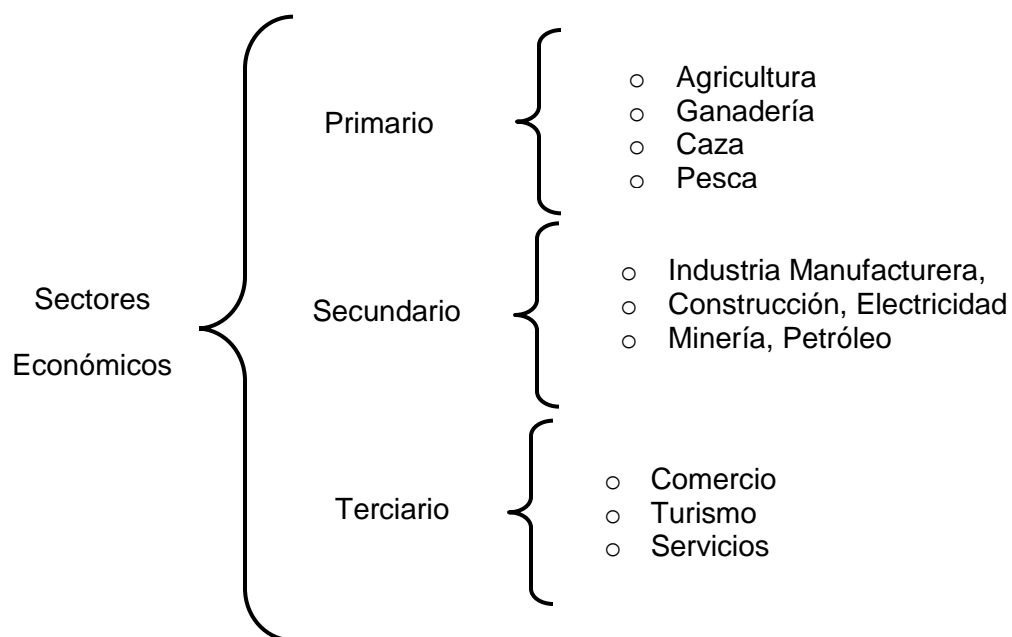 Sectores
Económicos
Primario
o Agricultura
o Ganadería
o Caza
o Pesca
Secundario
o Industria Manufacturera,
o Construcción, Electricidad
o Minería, Petróleo
Terciario
o Comercio
o Turismo
o Servicios